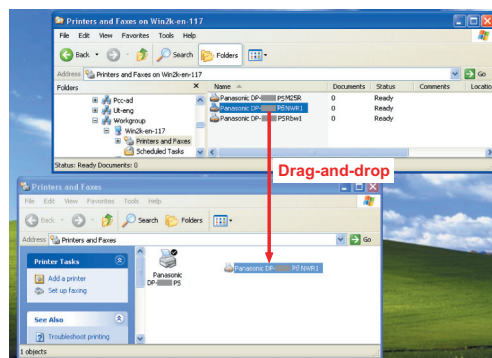 Printers and Faxes on Win2k-en-117
File Edit View Favorites Tools Help
Back Search Folders
Address Printers and Faxes on Win2k-en-117 Go
Folders X Name Documents Status Comments Locatio
Pcc-ad Panasonic DP- P5M25R 0 Ready
Lt-eng Panasonic DP- P5NWR1 0 Ready
Workgroup Panasonic DP- P5Rbw1 0 Ready
Win2k-en-117
Printers and Faxes
Scheduled Tasks
Status: Ready Documents: 0
Drag-and-drop
Printers and Faxes
File Edit View Favorites Tools Help
Back Search Folders
Address Printers and Faxes Go
Printer Tasks
Add a printer
Set up faxing
Panasonic
DP- P5
Panasonic DP- P5NWR1
See Also
Troubleshoot printing
1 objects